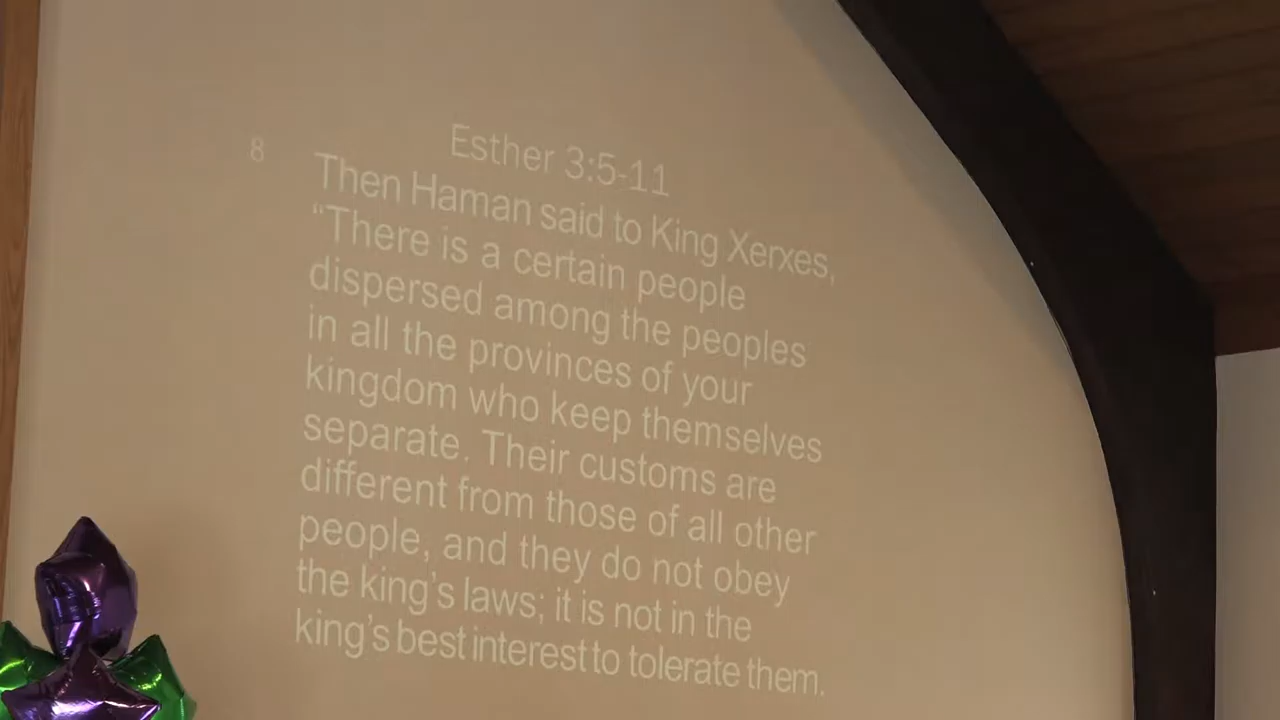 Esther 3:5-11
8 Then Haman said to King Xerxes,
“There is a certain people
dispersed among the peoples
in all the provinces of your
kingdom who keep themselves
separate. Their customs are
different from those of all other
people, and they do not obey
the king’s laws; it is not in the
king’s best interest to tolerate them.